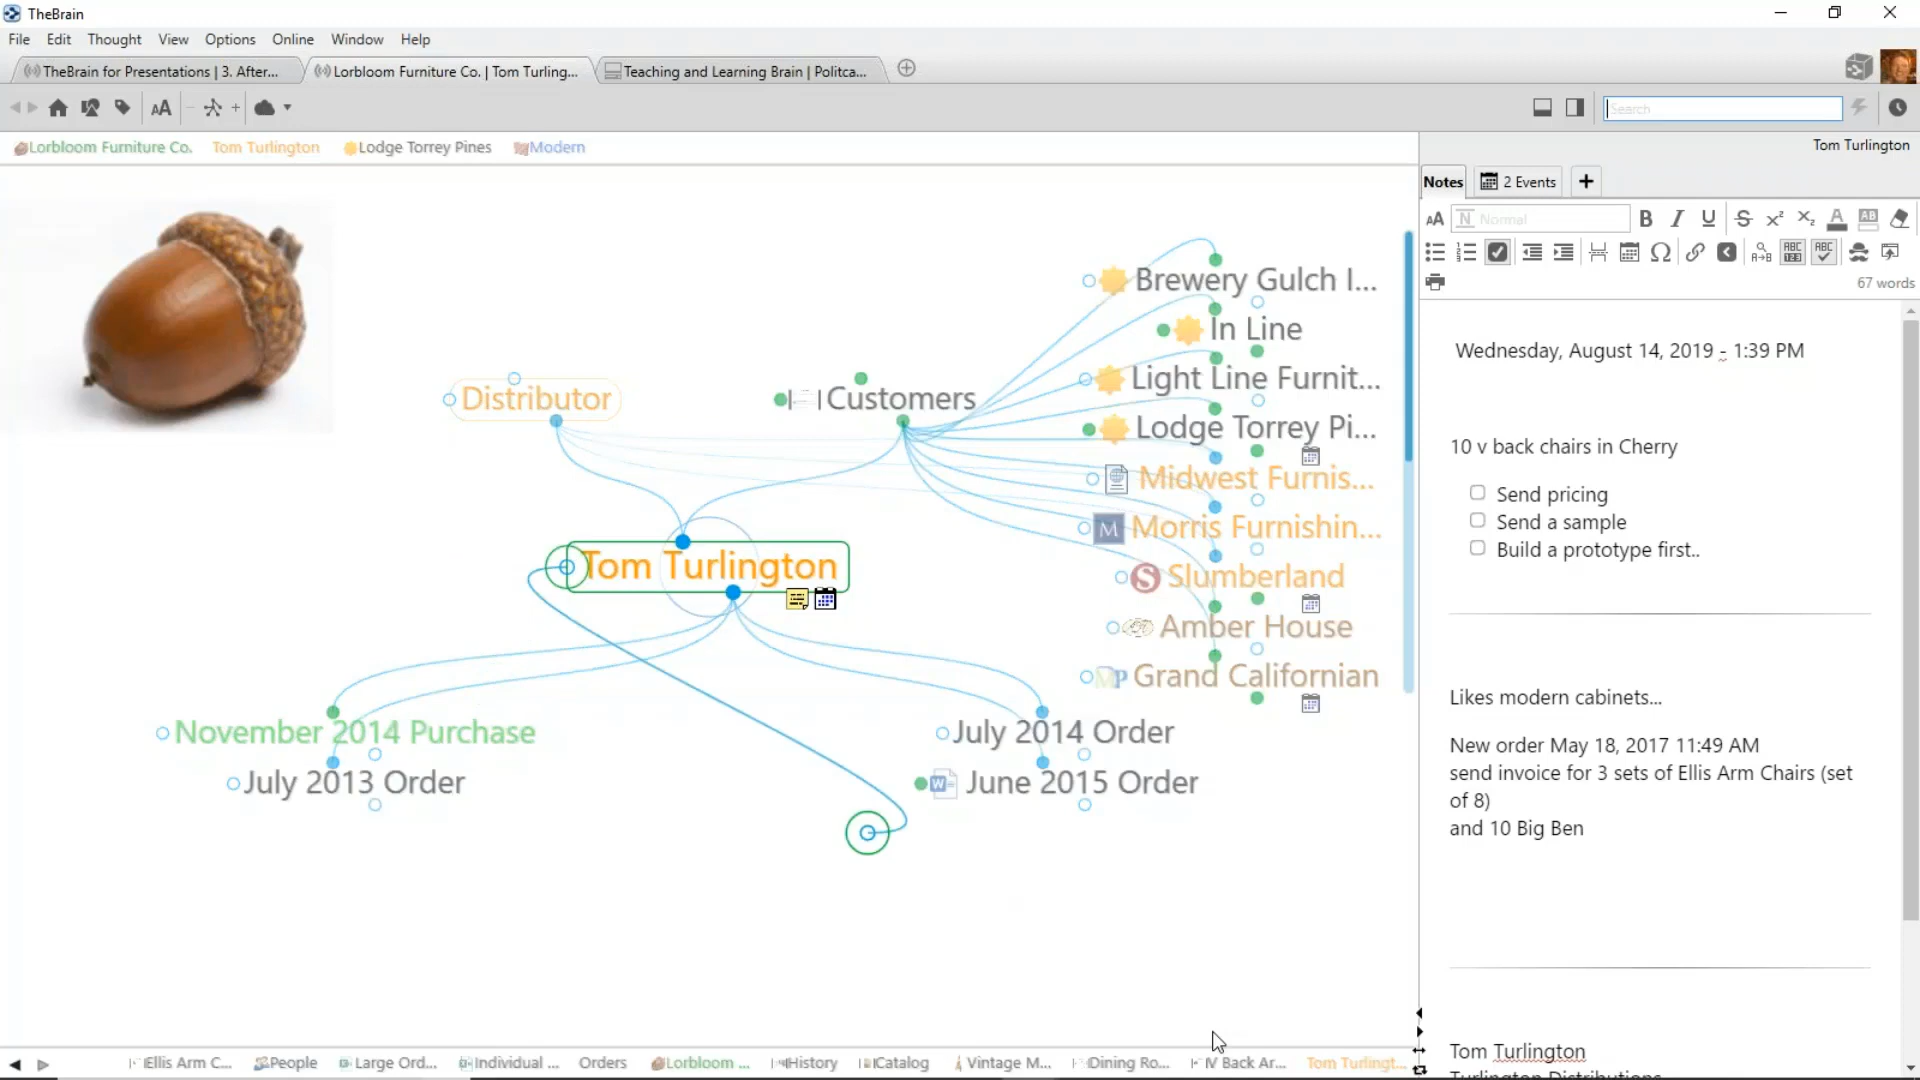 TheBrain
File Edit Thought View Options Online Window Help
TheBrain for Presentations | 3. After...
Lorbloom Furniture Co. | Tom Turling...
Teaching and Learning Brain | Politca...
AA
Search
Lorbloom Furniture Co. Tom Turlington Lodge Torrey Pines Modern
Tom Turlington
Notes 2 Events +
AA Normal B I U S
67 words
Brewery Gulch I...
In Line
Light Line Furnit...
Lodge Torrey Pi...
Midwest Furnis...
Morris Furnishin...
Slumberland
Amber House
Grand Californian
Distributor
Customers
Tom Turlington
November 2014 Purchase
July 2013 Order
July 2014 Order
June 2015 Order
Wednesday, August 14, 2019 - 1:39 PM
10 v back chairs in Cherry
Send pricing
Send a sample
Build a prototype first..
Likes modern cabinets...
New order May 18, 2017 11:49 AM
send invoice for 3 sets of Ellis Arm Chairs (set
of 8)
and 10 Big Ben
Tom Turlington
Turlington Distributions
Ellis Arm C... People Large Ord... Individual ... Orders Lorbloom ... History Catalog Vintage M... Dining Ro... V Back Ar... Tom Turlingt...